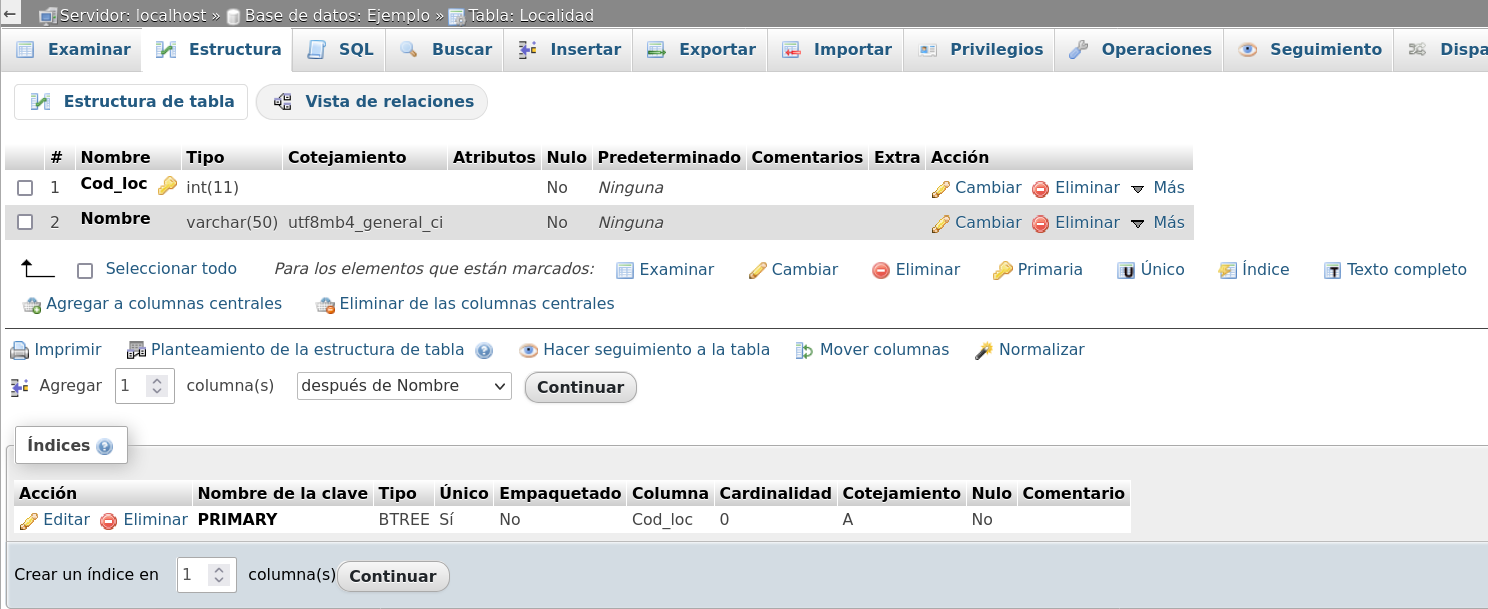 Servidor: localhost » Base de datos: Ejemplo » Tabla: Localidad
Examinar Estructura SQL Buscar Insertar Exportar Importar Privilegios Operaciones Seguimiento Dispa
Estructura de tabla Vista de relaciones
# Nombre Tipo Cotejamiento Atributos Nulo Predeterminado Comentarios Extra Acción
1 Cod_loc int(11) No Ninguna Cambiar Eliminar Más
2 Nombre varchar(50) utf8mb4_general_ci No Ninguna Cambiar Eliminar Más
Seleccionar todo Para los elementos que están marcados: Examinar Cambiar Eliminar Primaria Único Índice Texto completo
Agregar a columnas centrales Eliminar de las columnas centrales
Imprimir Planteamiento de la estructura de tabla Hacer seguimiento a la tabla Mover columnas Normalizar
Agregar 1 columna(s) después de Nombre Continuar
Índices
Acción Nombre de la clave Tipo Único Empaquetado Columna Cardinalidad Cotejamiento Nulo Comentario
Editar Eliminar PRIMARY BTREE Sí No Cod_loc 0 A No
Crear un índice en 1 columna(s) Continuar